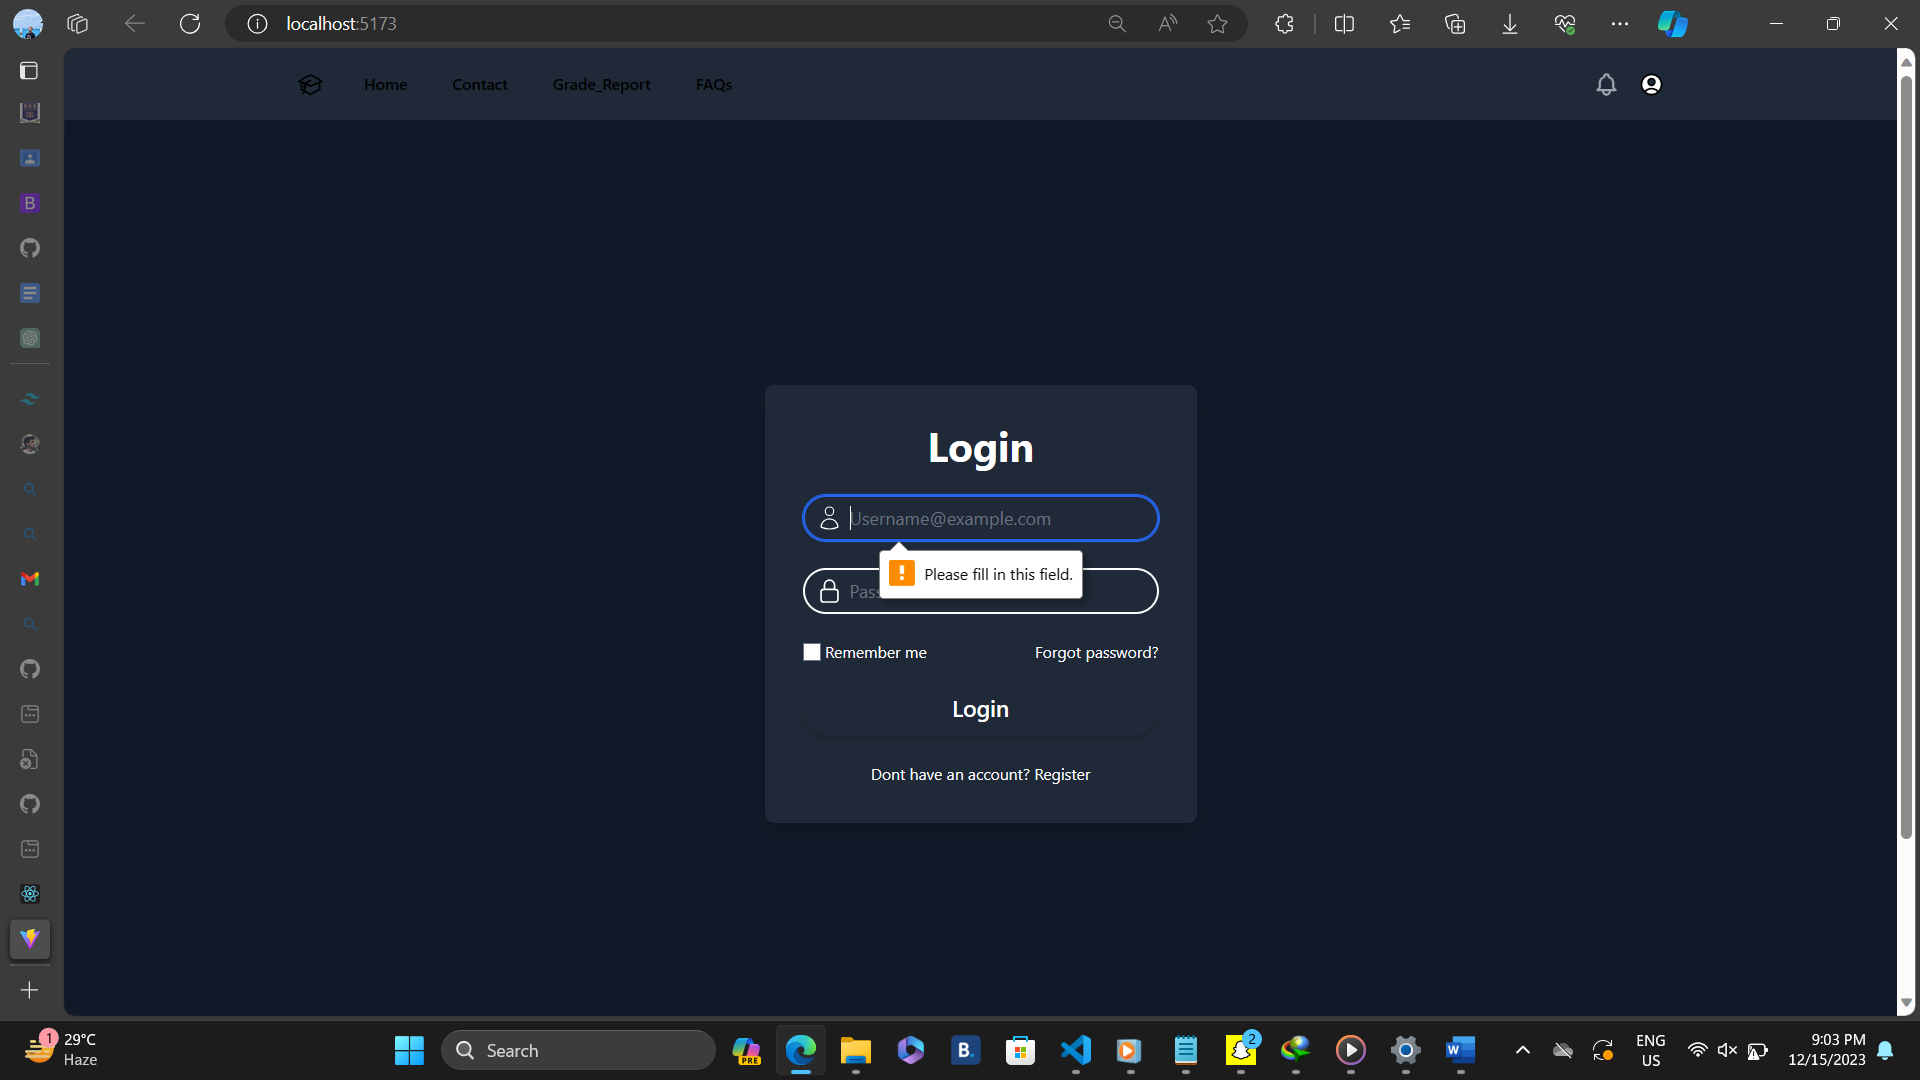 localhost:5173
Home Contact Grade_Report FAQs
Login
Username@example.com
Please fill in this field.
Pass
Remember me Forgot password?
Login
Dont have an account? Register
B
1
29°C
Haze
Search
PRE
B.
2
W
ENG
US
9:03 PM
12/15/2023